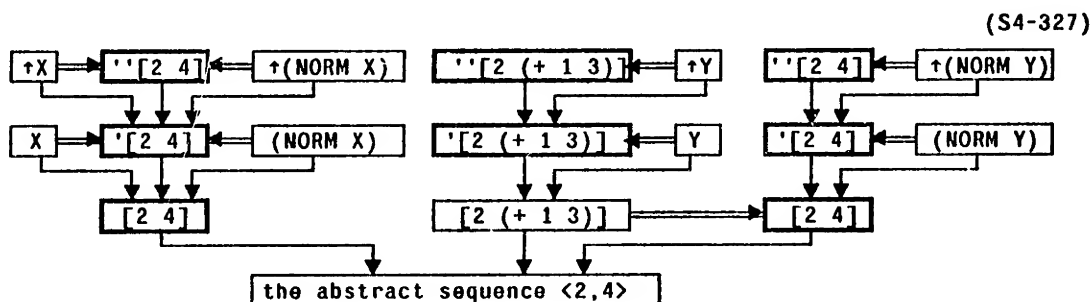 (S4-327)
↑X ''[2 4] ↑(NORM X) ''[2 (+ 1 3)] ↑Y ''[2 4] ↑(NORM Y)
X '[2 4] (NORM X) '[2 (+ 1 3)] Y '[2 4] (NORM Y)
[2 4] [2 (+ 1 3)] [2 4]
the abstract sequence <2,4>